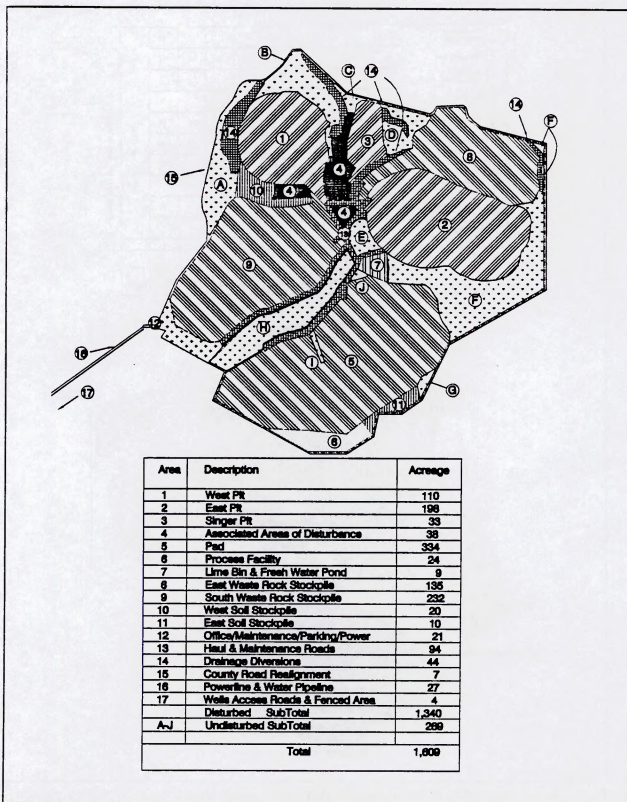 B
C
14
14
F
1
3
D
8
14
15
A
4
10
4
2
4
E
9
7
F
J
H
12
16
I
5
G
17
11
6
Area Description Acreage
1 West Pit 110
2 East Pit 198
3 Singer Pit 33
4 Associated Areas of Disturbance 38
5 Pad 334
6 Process Facility 24
7 Lime Bin & Fresh Water Pond 9
8 East Waste Rock Stockpile 135
9 South Waste Rock Stockpile 232
10 West Soil Stockpile 20
11 East Soil Stockpile 10
12 Office/Maintenance/Parking/Power 21
13 Haul & Maintenance Roads 94
14 Drainage Diversions 44
15 County Road Realignment 7
16 Powerline & Water Pipeline 27
17 Wells Access Roads & Fenced Area 4
Disturbed SubTotal 1,340
A-J Undisturbed SubTotal 269
Total 1,609